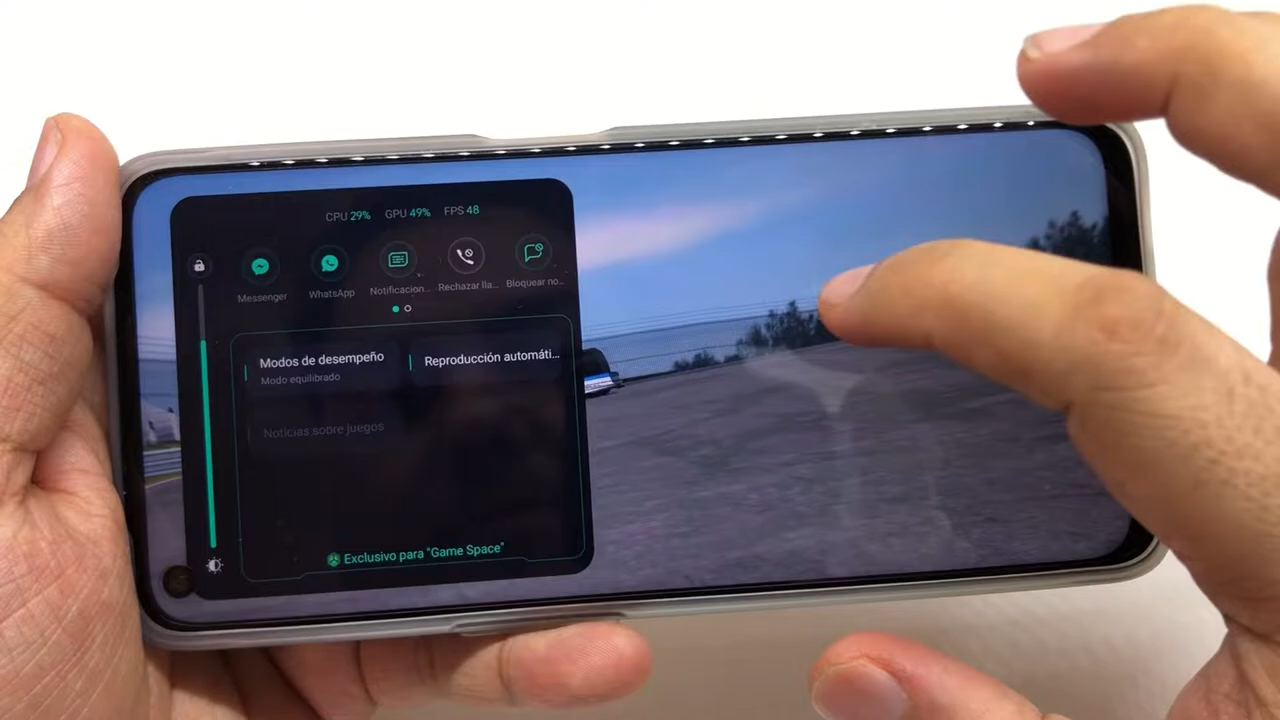 CPU 29% GPU 49% FPS 48
Messenger WhatsApp Notificacion... Rechazar lla... Bloquear no...
Modos de desempeño Reproducción automáti...
Modo equilibrado
Noticias sobre juegos
Exclusivo para "Game Space"